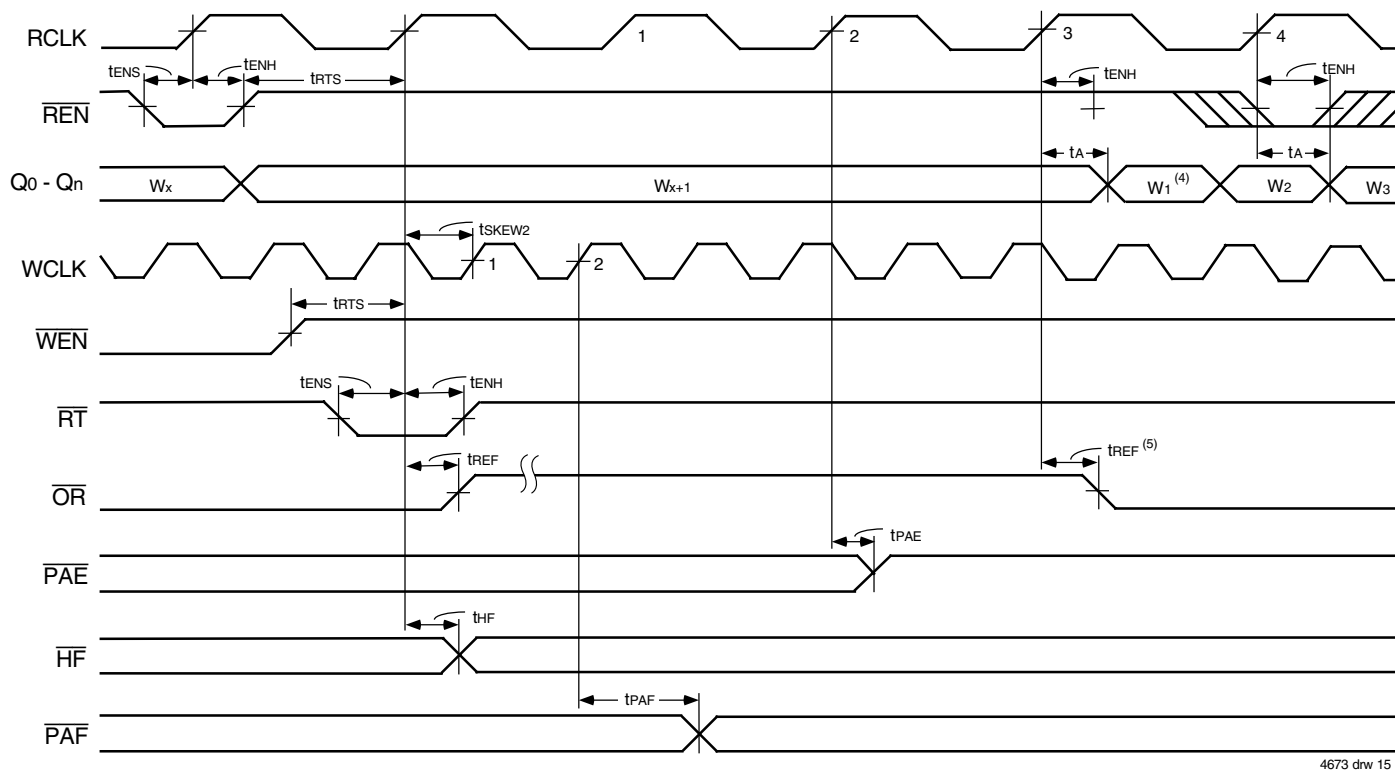 RCLK 1 2 3 4
tENS tENH tRTS tENH tENH
REN
tA tA
Q0 - Qn Wx Wx+1 W1 (4) W2 W3
tSKEW2
WCLK 1 2
tRTS
WEN
tENS tENH
RT
tREF tREF (5)
OR
tPAE
PAE
tHF
HF
tPAF
PAF
4673 drw 15